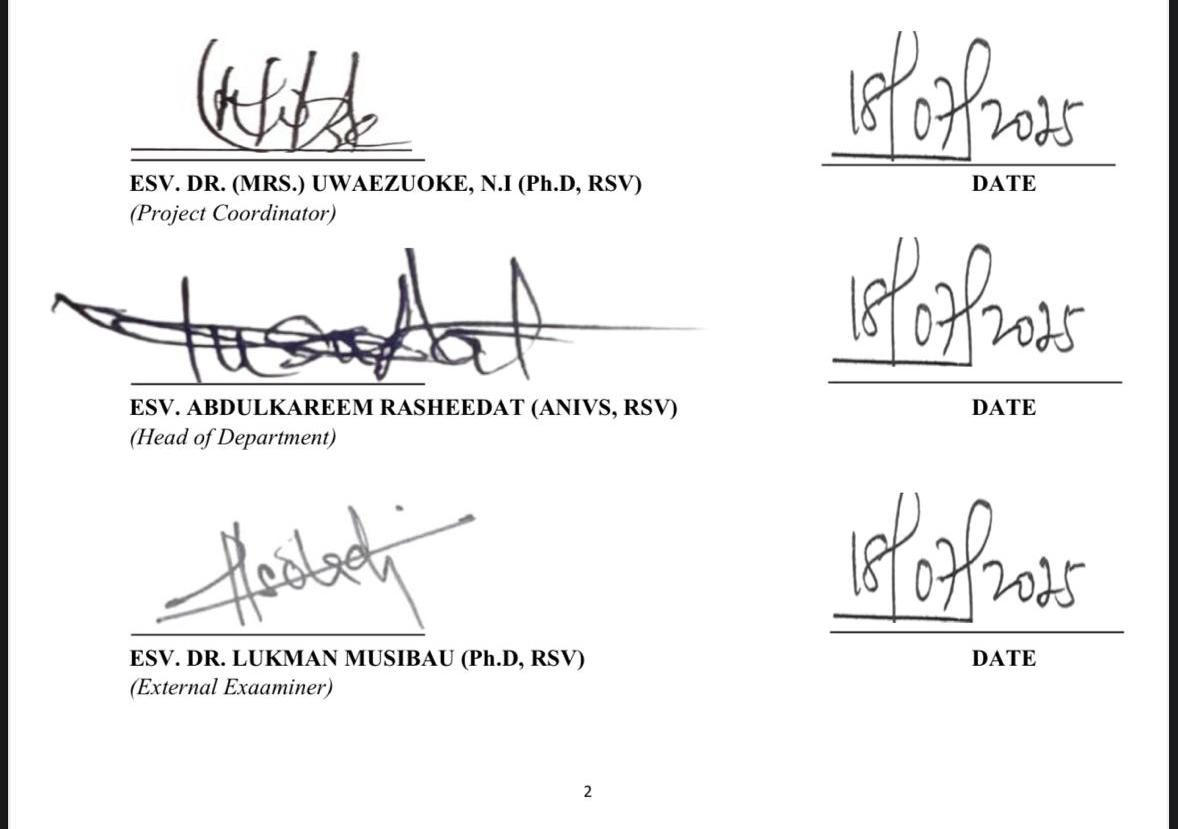 18/07/2025
ESV. DR. (MRS.) UWAEZUOKE, N.I (Ph.D, RSV)
DATE
(Project Coordinator)
18/07/2025
ESV. ABDULKAREEM RASHEEDAT (ANIVS, RSV)
DATE
(Head of Department)
18/07/2025
ESV. DR. LUKMAN MUSIBAU (Ph.D, RSV)
DATE
(External Exaaminer)
2